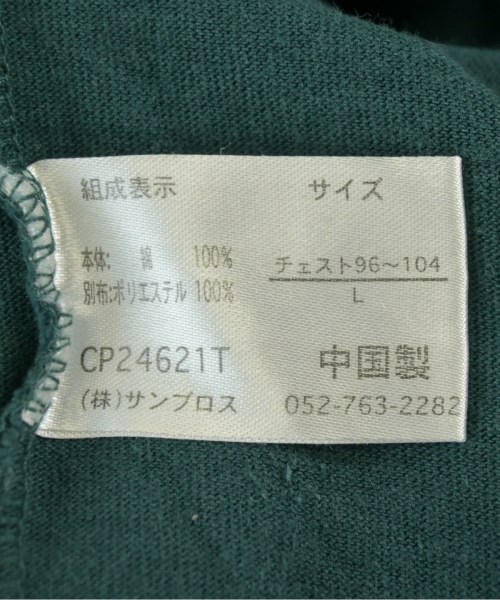 組成表示 サイズ
本体: 綿 100% チェスト96~104
別布:ポリエステル 100% L
CP24621T 中国製
(株)サンブロス 052-763-2282